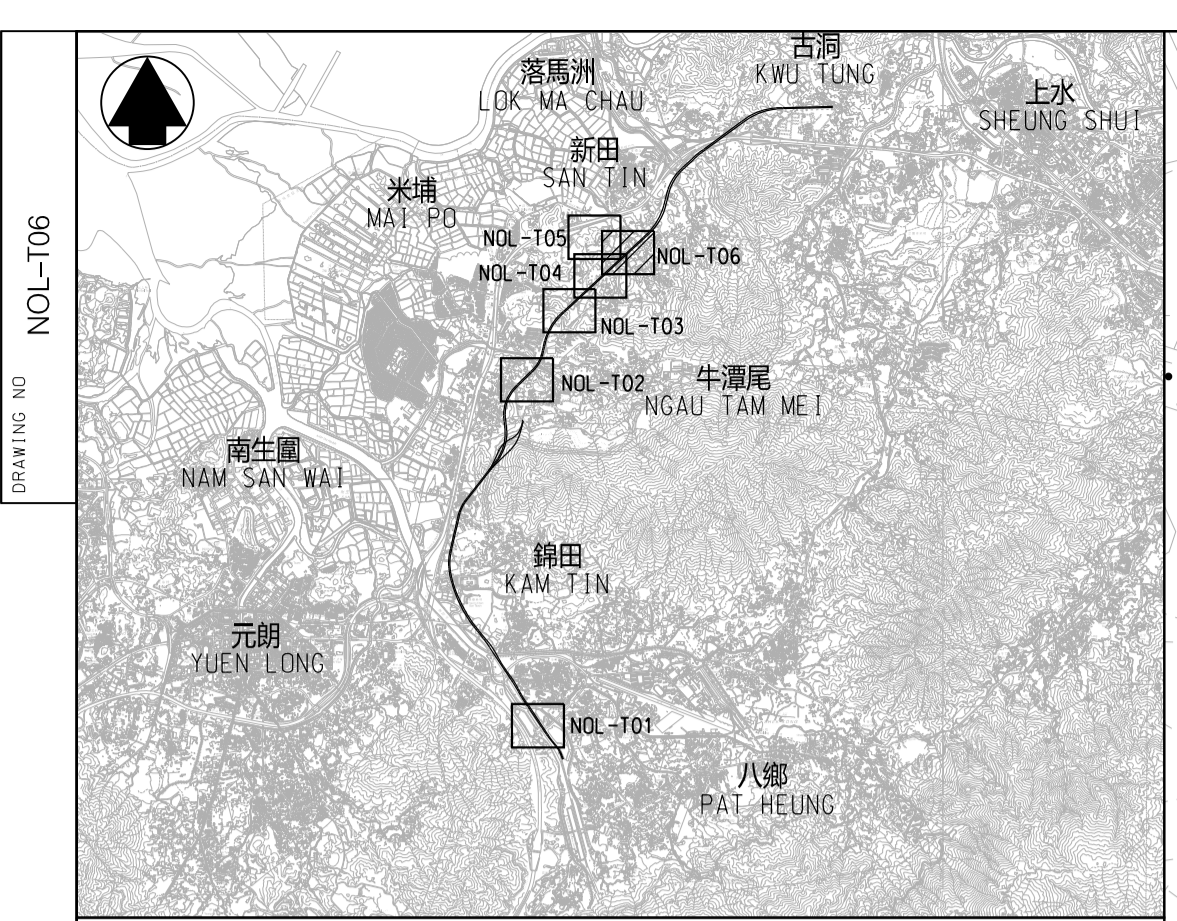 DRAWING NO
NOL-T06
古洞
KWU TUNG
落馬洲
LOK MA CHAU
上水
SHEUNG SHUI
新田
SAN TIN
米埔
MAI PO
NOL-T05
NOL-T06
NOL-T04
NOL-T03
NOL-T02
牛潭尾
NGAU TAM MEI
南生圍
NAM SAN WAI
錦田
KAM TIN
元朗
YUEN LONG
NOL-T01
八鄉
PAT HEUNG